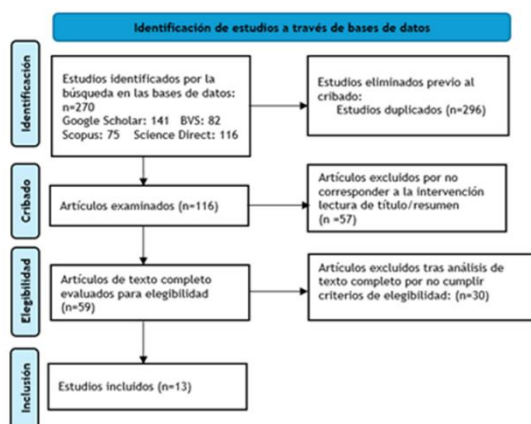 Identificación de estudios a través de bases de datos
Identificación
Estudios identificados por la
búsqueda en las bases de datos:
n=270
Google Scholar: 141 BVS: 82
Scopus: 75 Science Direct: 116
Estudios eliminados previo al
cribado:
Estudios duplicados (n=296)
Cribado
Artículos examinados (n=116)
Artículos excluidos por no
corresponder a la intervención
lectura de título/resumen
(n =57)
Elegibilidad
Artículos de texto completo
evaluados para elegibilidad
(n=59)
Artículos excluidos tras análisis de
texto completo por no cumplir
criterios de elegibilidad: (n=30)
Inclusión
Estudios incluidos (n=13)